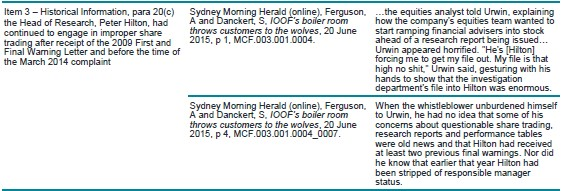 Item 3 – Historical Information, para 20(c)
the Head of Research, Peter Hilton, had
continued to engage in improper share
trading after receipt of the 2009 First and
Final Warning Letter and before the time of
the March 2014 complaint
Sydney Morning Herald (online), Ferguson,
A and Danckert, S, IOOF's boiler room
throws customers to the wolves, 20 June
2015, p 1, MCF.003.001.0004.
…the equities analyst told Urwin, explaining
how the company's equities team wanted to
start ramping financial advisers into stock
ahead of a research report being issued…
Urwin appeared horrified. "He's [Hilton]
forcing me to get my file out. My file is that
high no shit," Urwin said, gesturing with his
hands to show that the investigation
department's file into Hilton was enormous.
Sydney Morning Herald (online), Ferguson,
A and Danckert, S, IOOF's boiler room
throws customers to the wolves, 20 June
2015, p 4, MCF.003.001.0004_0007.
When the whistleblower unburdened himself
to Urwin, he had no idea that some of his
concerns about questionable share trading,
research reports and performance tables
were old news and that Hilton had received
at least two previous final warnings. Nor did
he know that earlier that year Hilton had
been stripped of responsible manager
status.